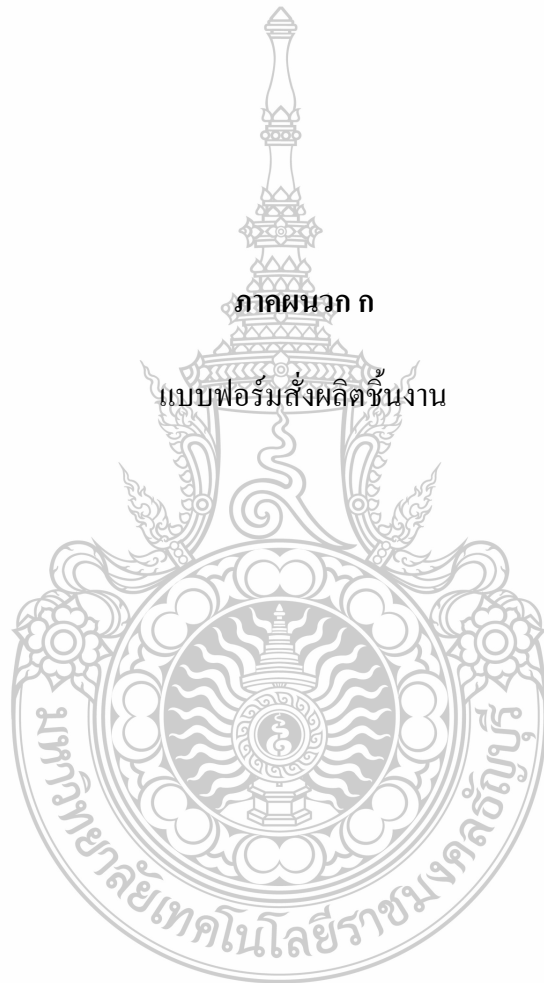 ภาคผนวก ก
แบบฟอร์มสั่งผลิตชิ้นงาน
มหาวิทยาลัยเทคโนโลยีราชมงคลธัญบุรี